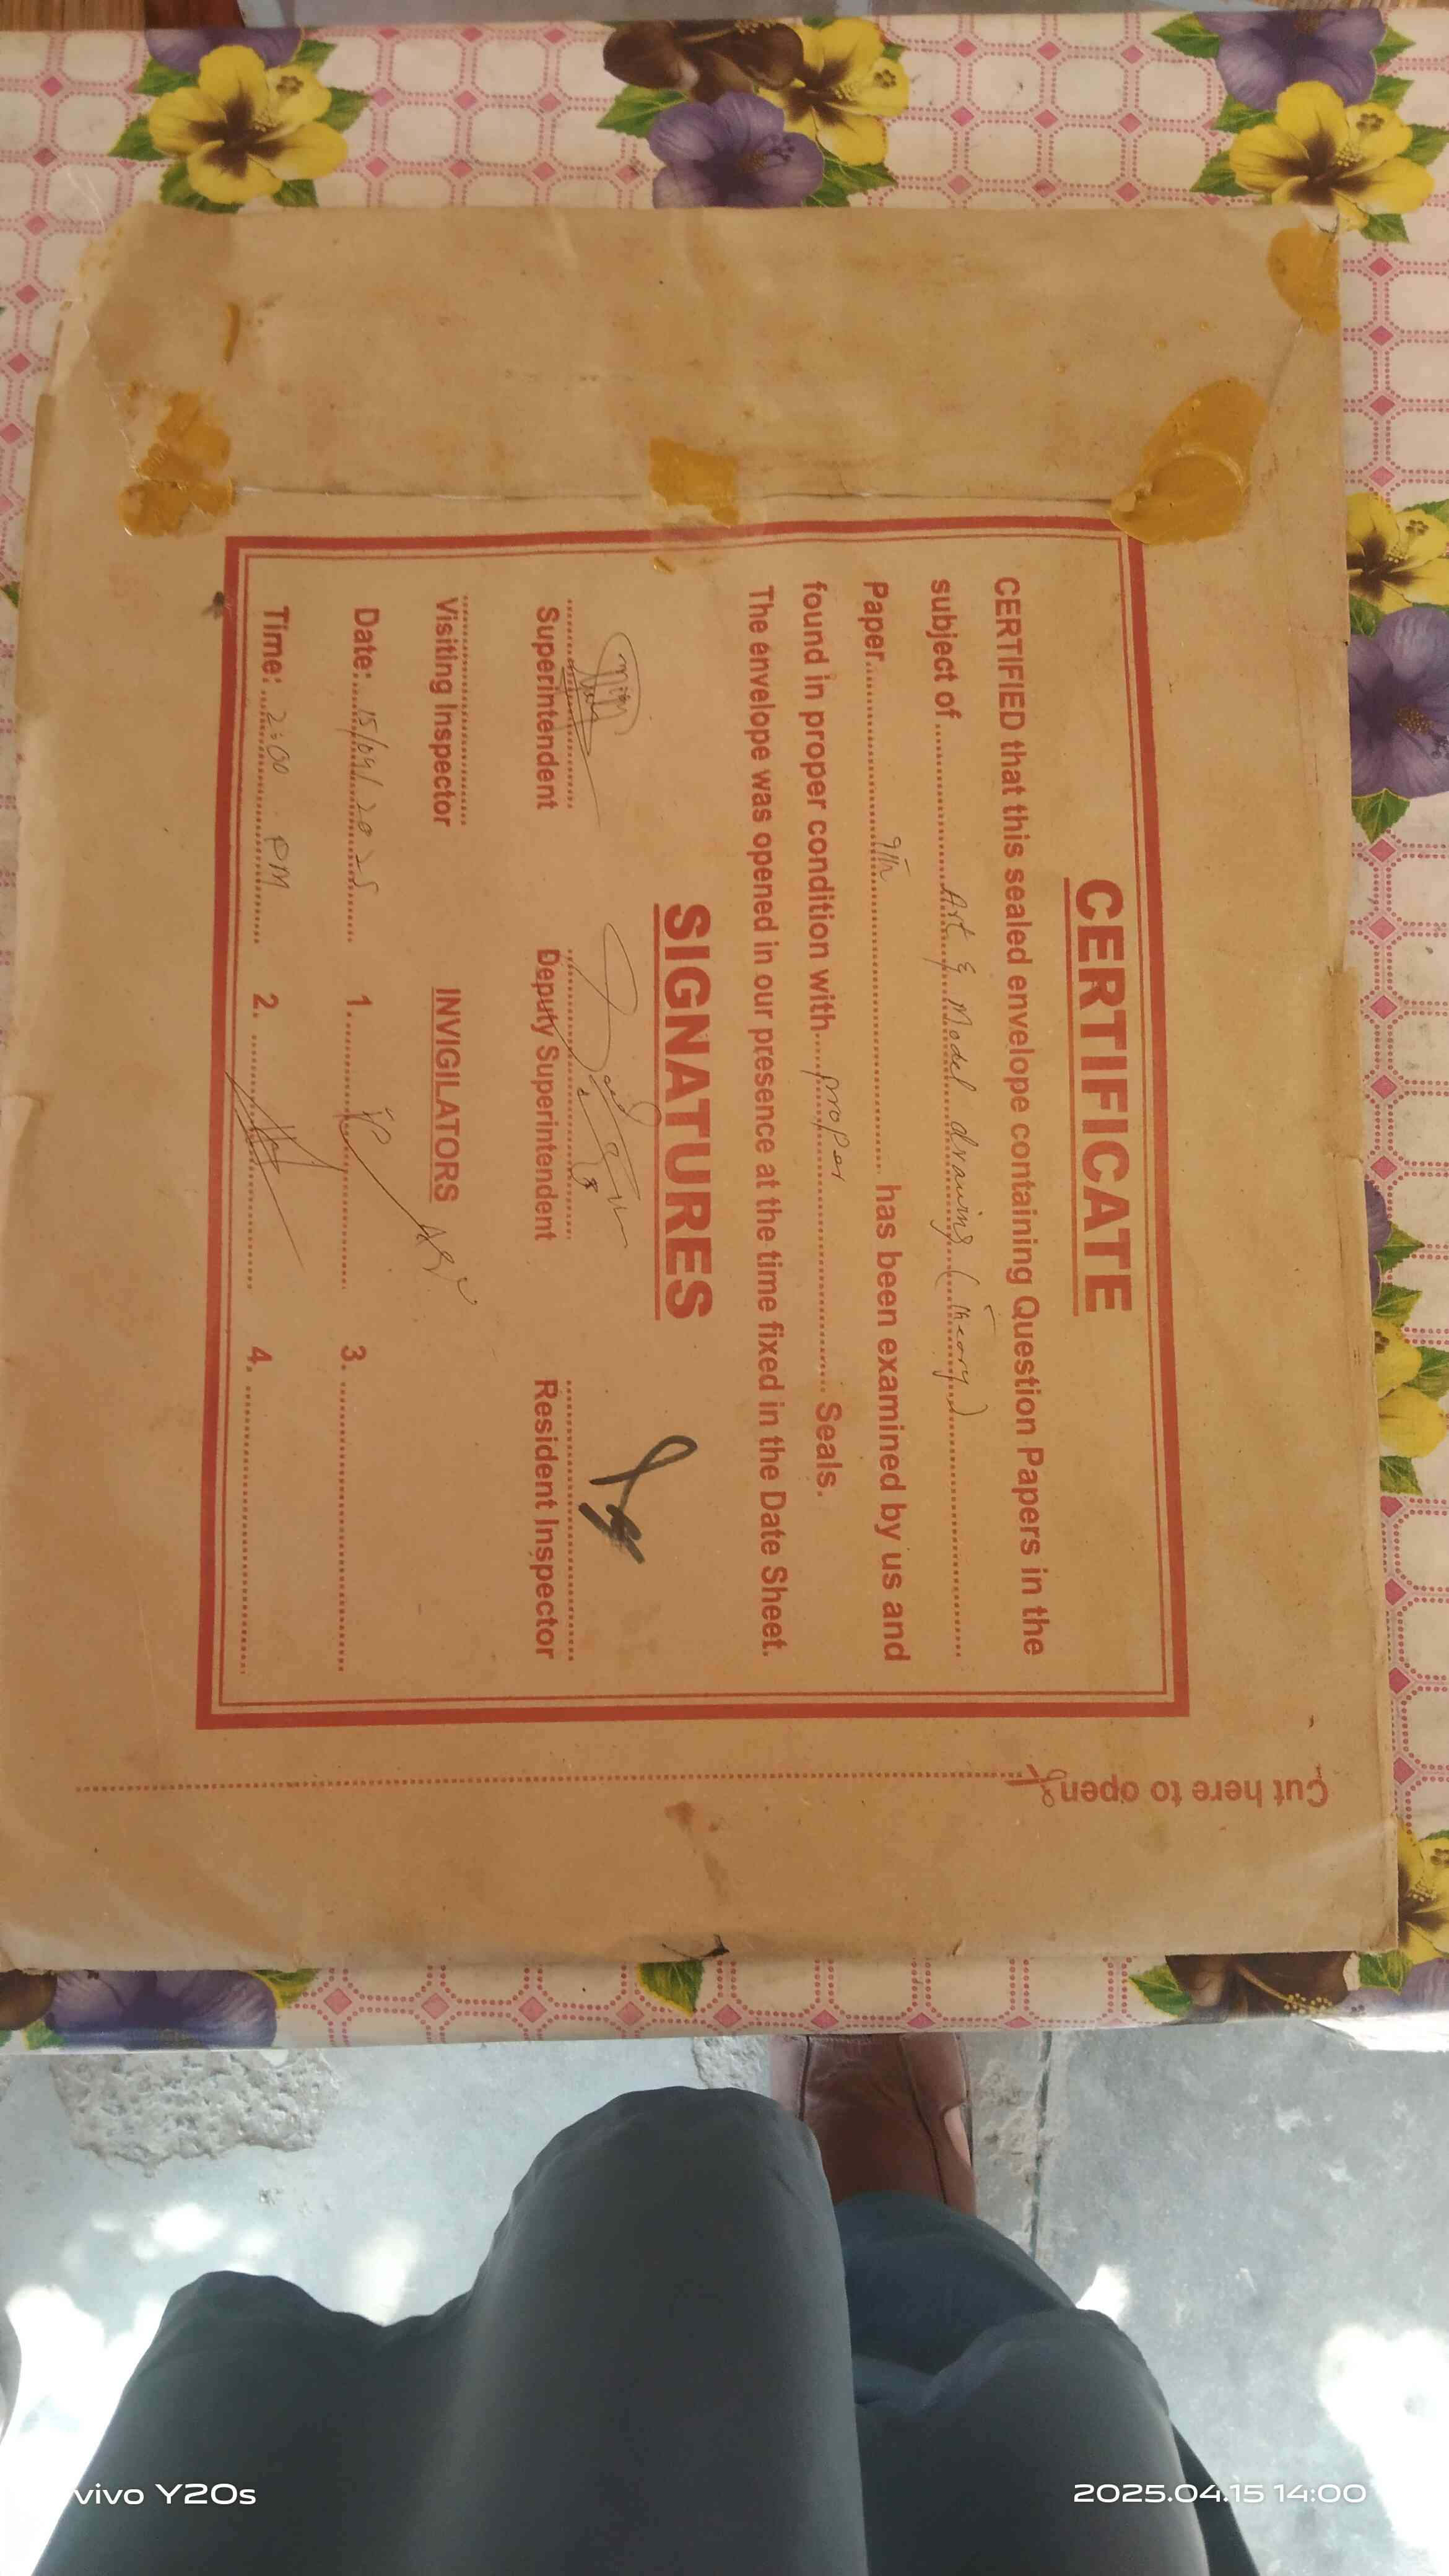 CERTIFICATE
CERTIFIED that this sealed envelope containing Question Papers in the
subject of ............ Art & Model drawing (Theory) ............
Paper ............ 9th ............ has been examined by us and
found in proper condition with ..... proper ............ Seals.
The envelope was opened in our presence at the time fixed in the Date Sheet.
SIGNATURES
Superintendent Deputy Superintendent Resident Inspector
Visiting Inspector INVIGILATORS
Date: 15/04/2025 1. ............ 3. ............
Time: 2:00 PM 2. ............ 4. ............
Cut here to open
vivo Y20s
2025.04.15 14:00